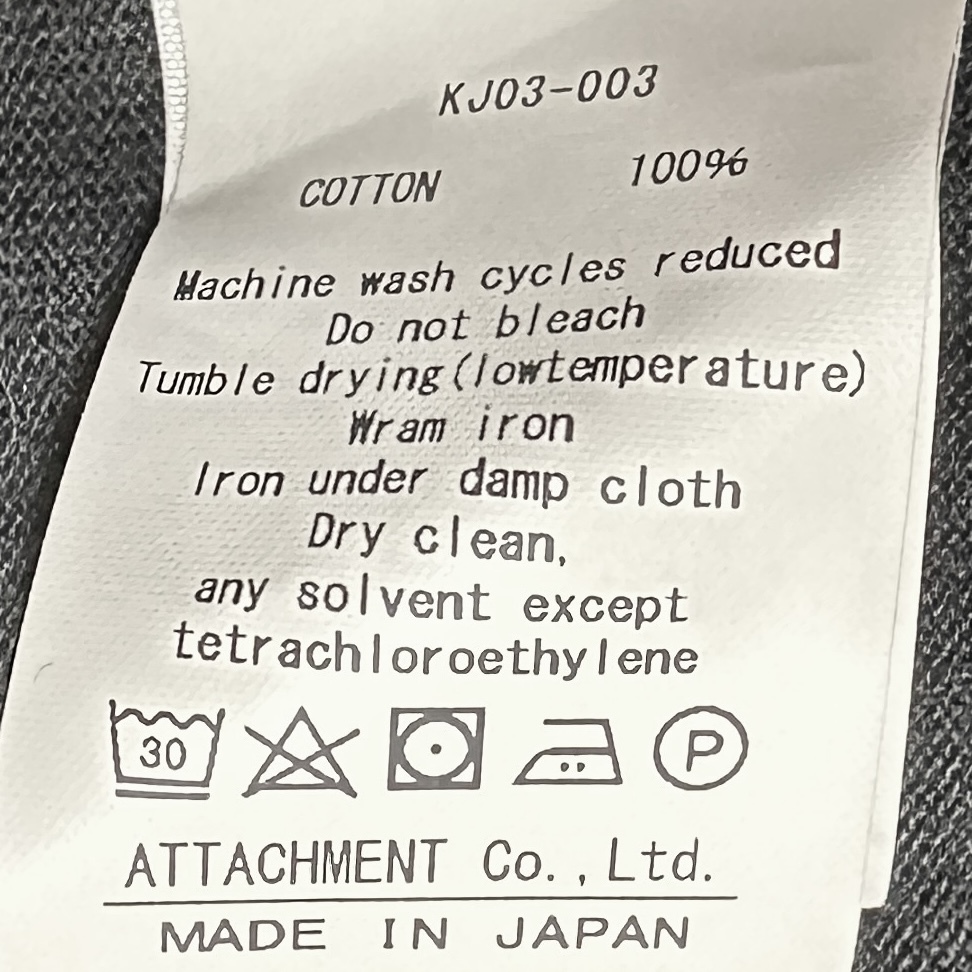 KJ03-003
COTTON 100%
Machine wash cycles reduced
Do not bleach
Tumble drying(lowtemperature)
Wram iron
Iron under damp cloth
Dry clean,
any solvent except
tetrachloroethylene
30 P
ATTACHMENT Co.,Ltd.
MADE IN JAPAN